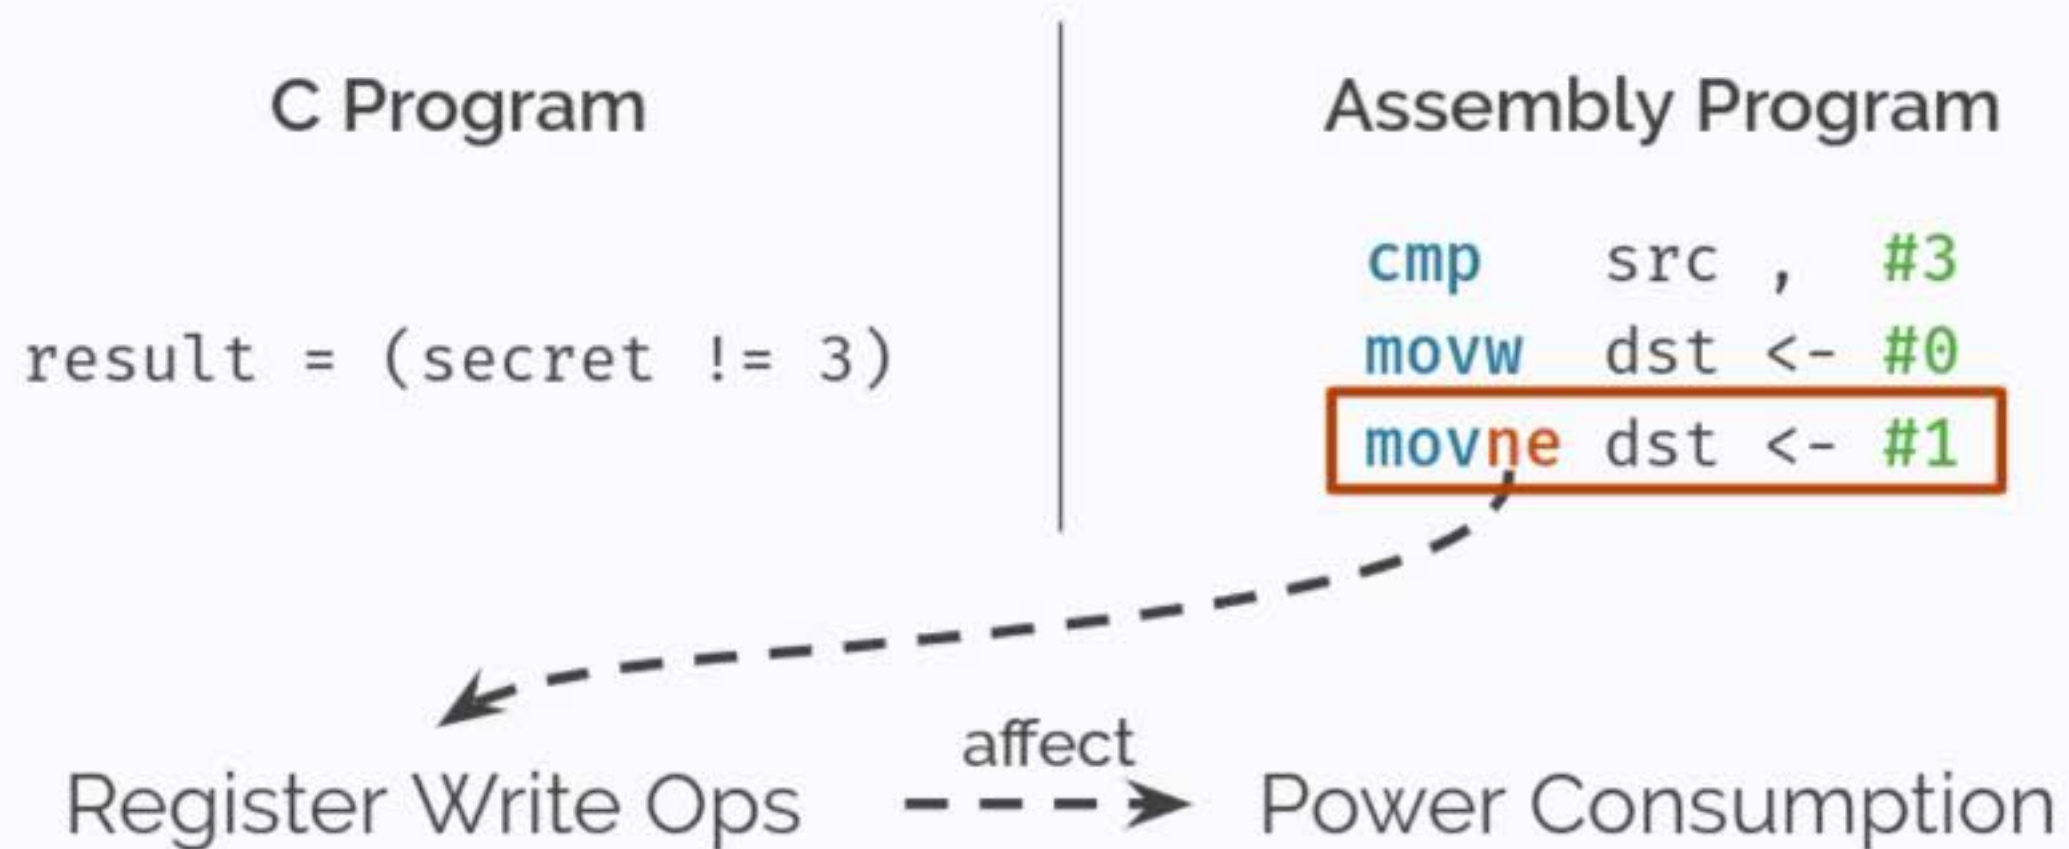 C Program
result = (secret != 3)
Assembly Program
cmp src , #3
movw dst <- #0
movne dst <- #1
affect
Register Write Ops
Power Consumption